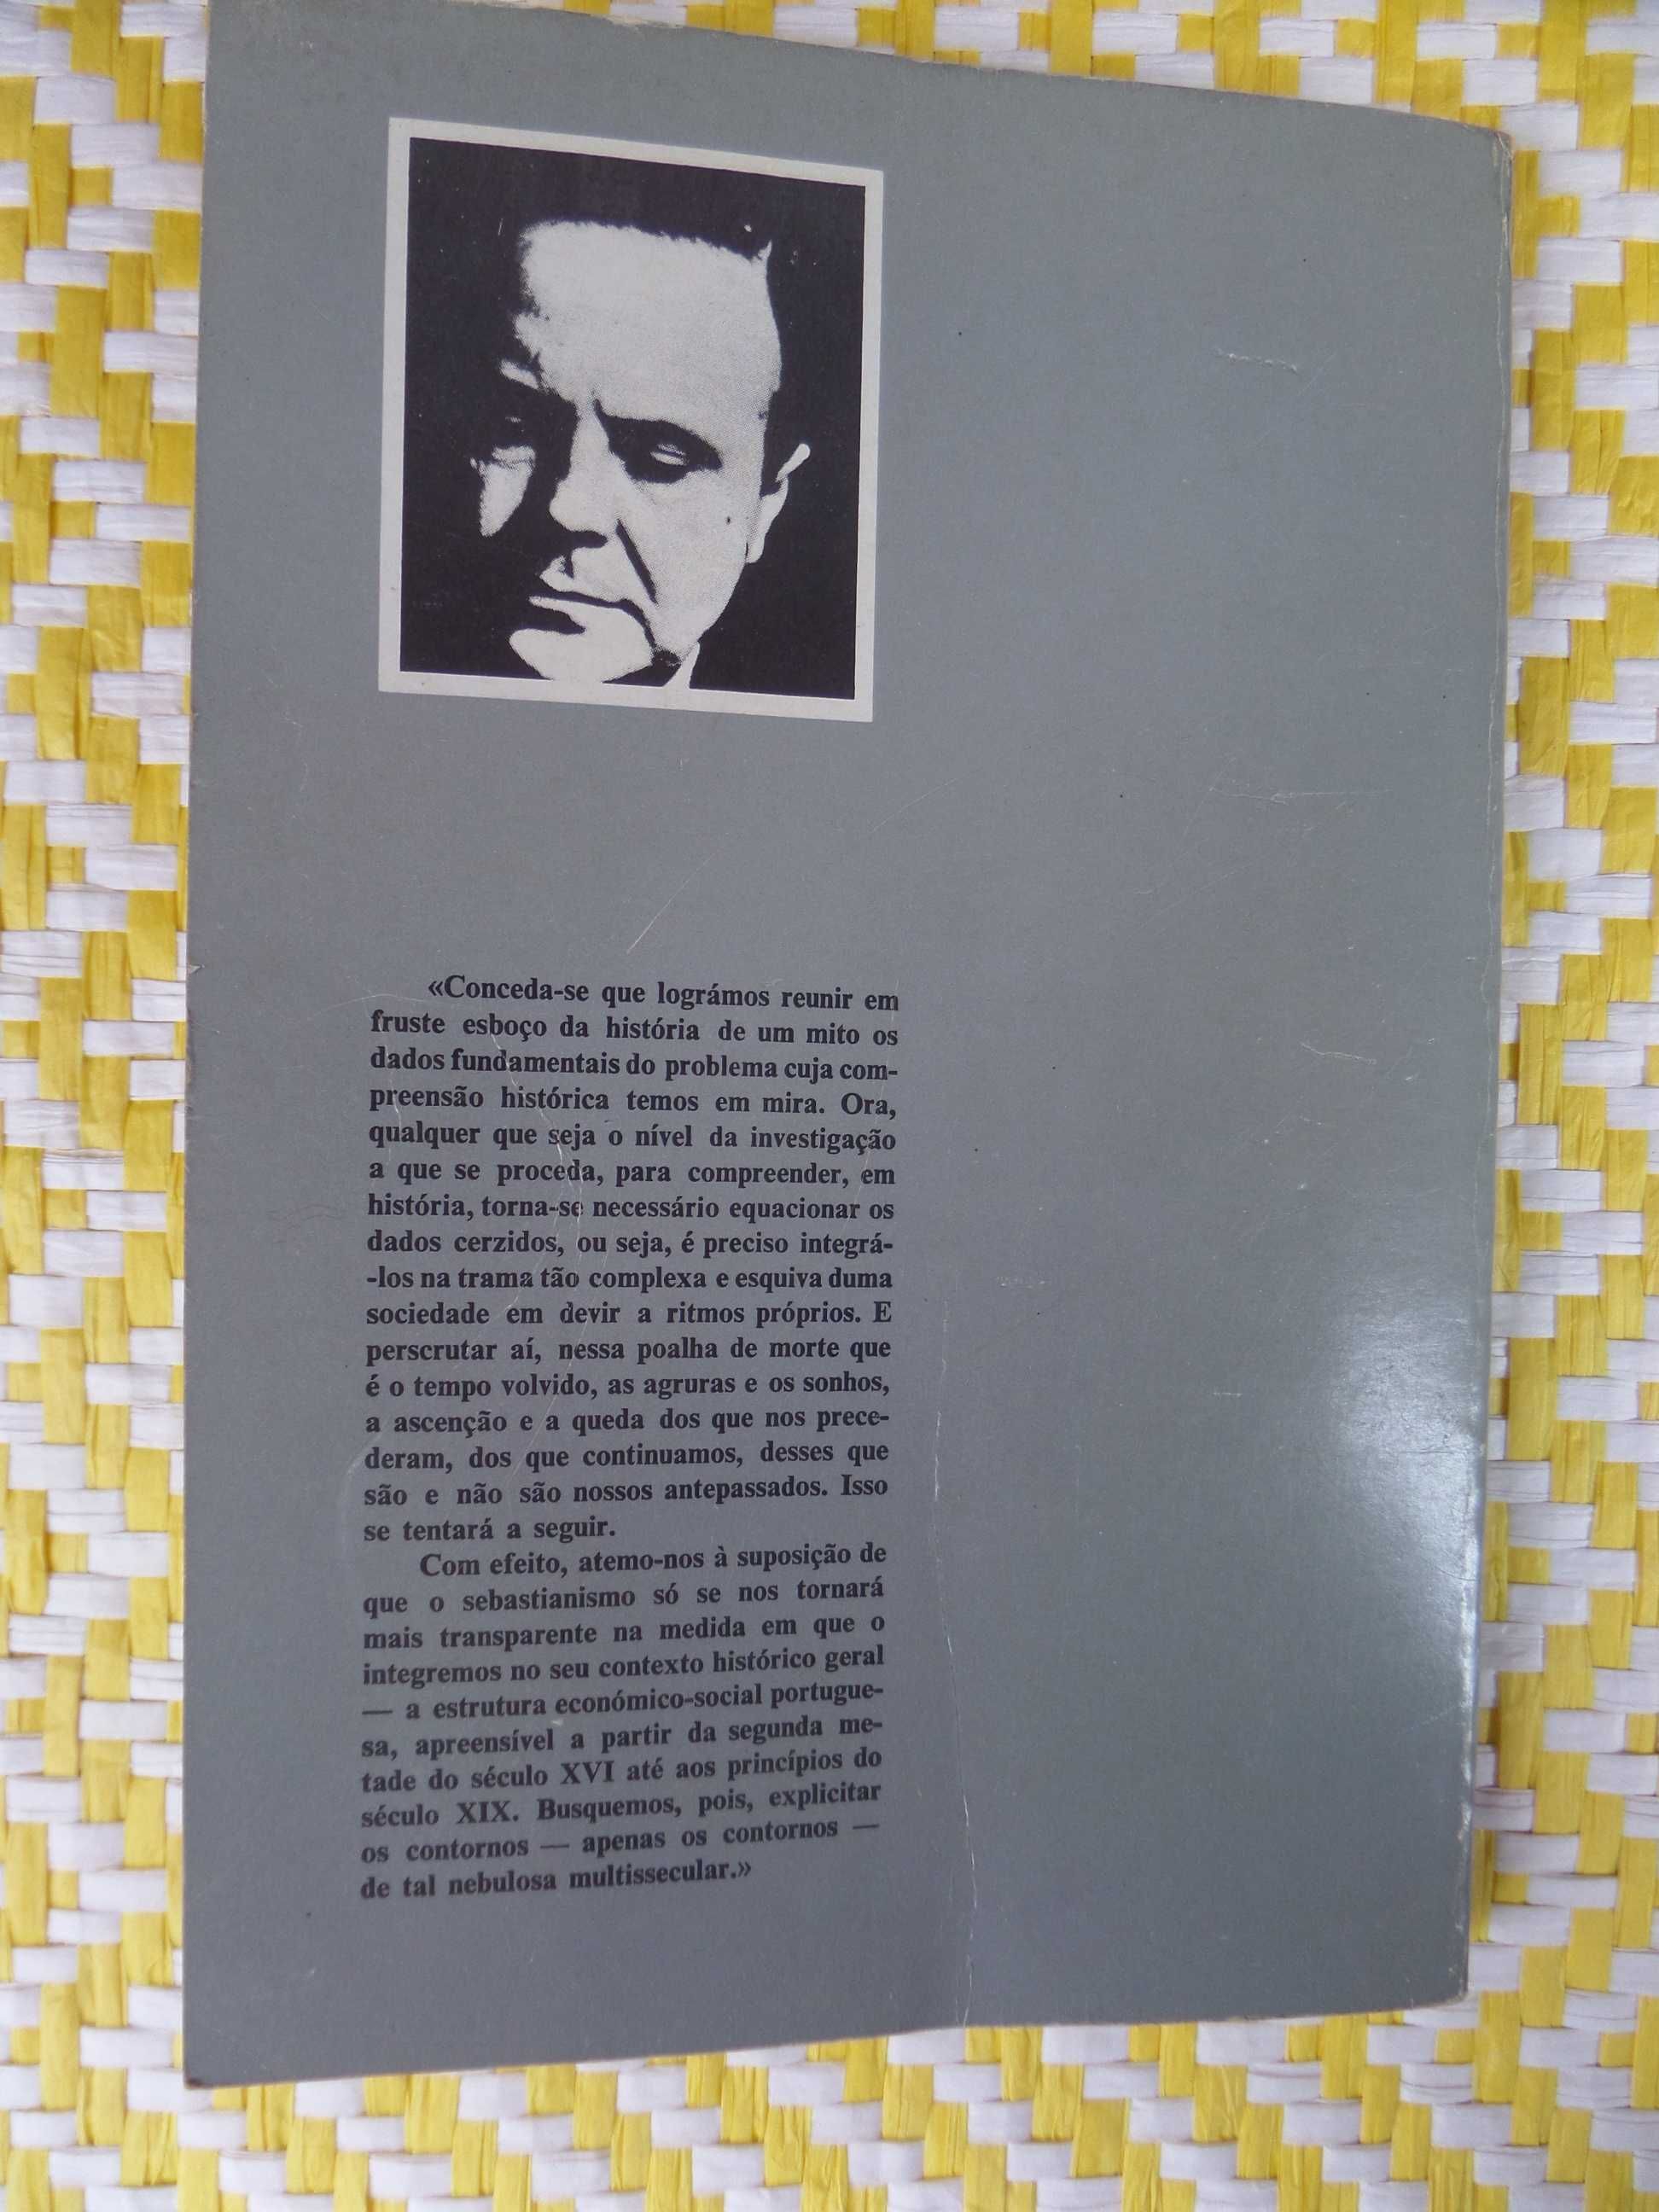 «Conceda-se que lográmos reunir em
fruste esboço da história de um mito os
dados fundamentais do problema cuja com-
preensão histórica temos em mira. Ora,
qualquer que seja o nível da investigação
a que se proceda, para compreender, em
história, torna-se necessário equacionar os
dados cerzidos, ou seja, é preciso integrá-
-los na trama tão complexa e esquiva duma
sociedade em devir a ritmos próprios. E
perscrutar aí, nessa poalha de morte que
é o tempo volvido, as agruras e os sonhos,
a ascenção e a queda dos que nos prece-
deram, dos que continuamos, desses que
são e não são nossos antepassados. Isso
se tentará a seguir.
Com efeito, atemo-nos à suposição de
que o sebastianismo só se nos tornará
mais transparente na medida em que o
integremos no seu contexto histórico geral
— a estrutura económico-social portugue-
sa, apreensível a partir da segunda me-
tade do século XVI até aos princípios do
século XIX. Busquemos, pois, explicitar
os contornos — apenas os contornos —
de tal nebulosa multissecular.»